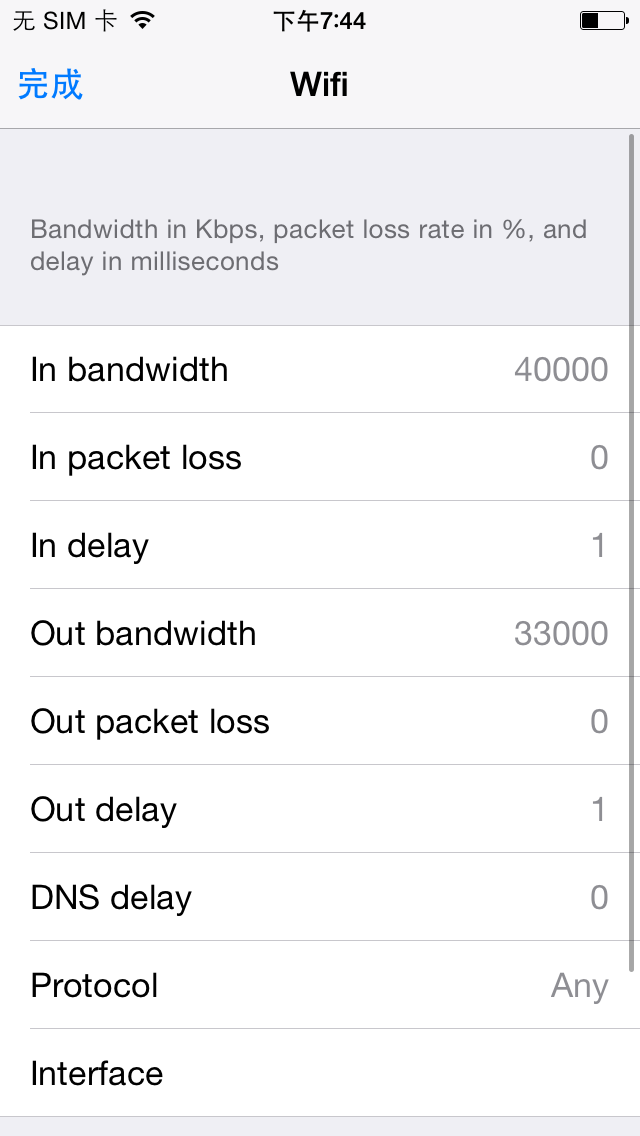 无 SIM 卡 下午7:44
完成 Wifi
Bandwidth in Kbps, packet loss rate in %, and
delay in milliseconds
In bandwidth 40000
In packet loss 0
In delay 1
Out bandwidth 33000
Out packet loss 0
Out delay 1
DNS delay 0
Protocol Any
Interface